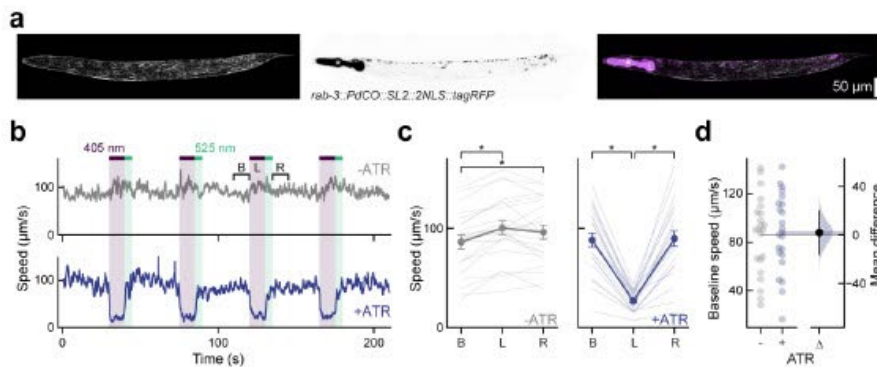 a
rab-3::PdCO::SL2::2NLS::tagRFP
50 µm
b
405 nm
525 nm
B
L
R
-ATR
100
0
Speed (µm/s)
100
0
+ATR
0
100
200
Time (s)
c
*
*
*
*
Speed (µm/s)
100
0
-ATR
+ATR
B
L
R
B
L
R
d
Baseline speed (µm/s)
120
80
40
40
0
-40
Mean difference
-
+
Δ
ATR